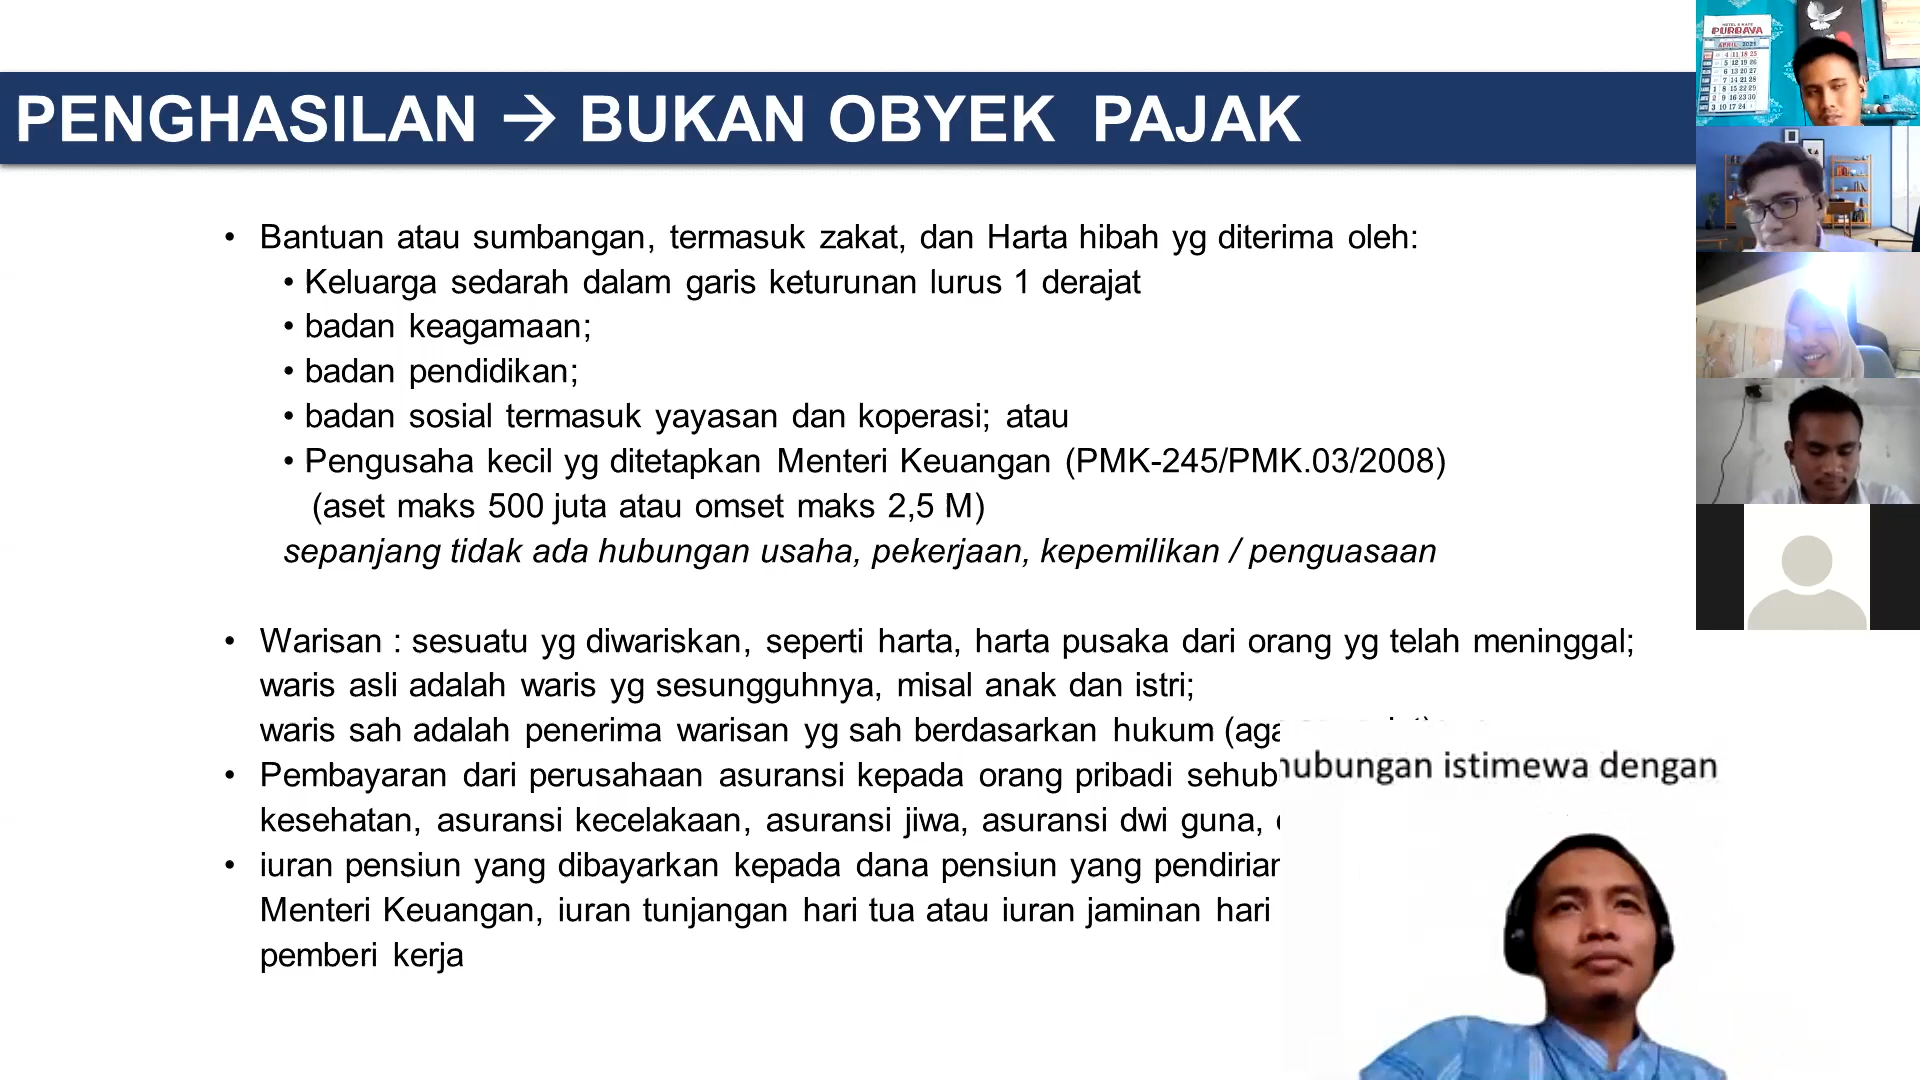 PENGHASILAN → BUKAN OBYEK PAJAK
• Bantuan atau sumbangan, termasuk zakat, dan Harta hibah yg diterima oleh:
• Keluarga sedarah dalam garis keturunan lurus 1 derajat
• badan keagamaan;
• badan pendidikan;
• badan sosial termasuk yayasan dan koperasi; atau
• Pengusaha kecil yg ditetapkan Menteri Keuangan (PMK-245/PMK.03/2008)
(aset maks 500 juta atau omset maks 2,5 M)
sepanjang tidak ada hubungan usaha, pekerjaan, kepemilikan / penguasaan
• Warisan : sesuatu yg diwariskan, seperti harta, harta pusaka dari orang yg telah meninggal;
waris asli adalah waris yg sesungguhnya, misal anak dan istri;
waris sah adalah penerima warisan yg sah berdasarkan hukum
• Pembayaran dari perusahaan asuransi kepada orang pribadi
kesehatan, asuransi kecelakaan, asuransi jiwa, asuransi dwi guna,
• iuran pensiun yang dibayarkan kepada dana pensiun yang
Menteri Keuangan, iuran tunjangan hari tua atau iuran jaminan hari
pemberi kerja
hubungan istimewa dengan
PURBAYA
APRIL 2021